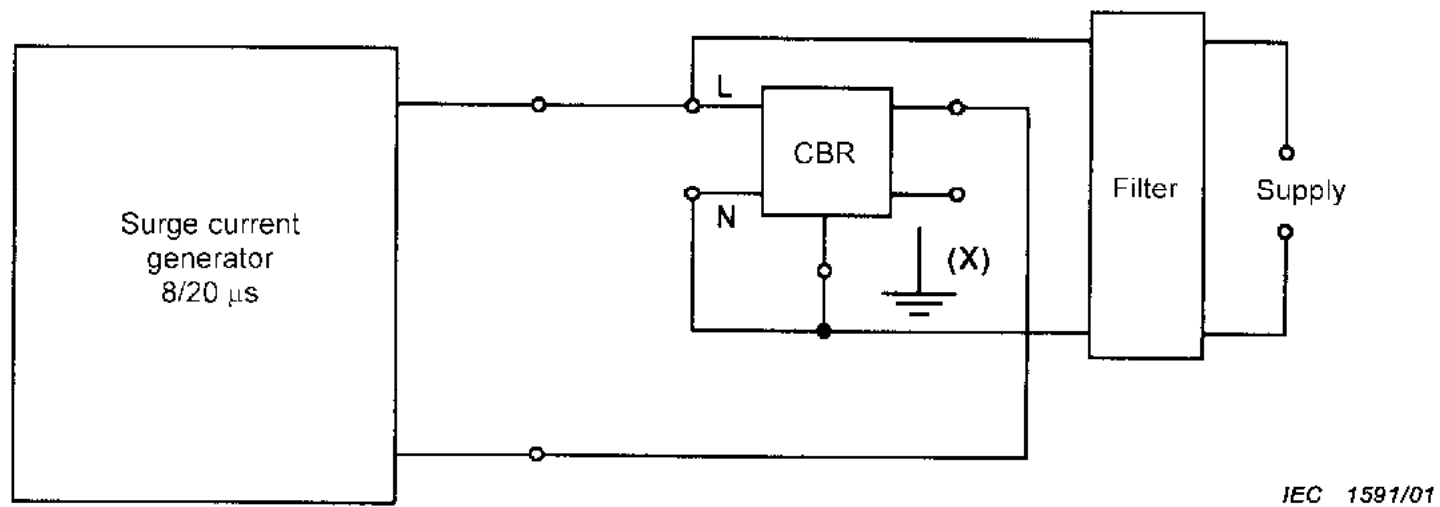 Surge current
generator
8/20 μs
L
N
CBR
(X)
Filter
Supply
IEC 1591/01